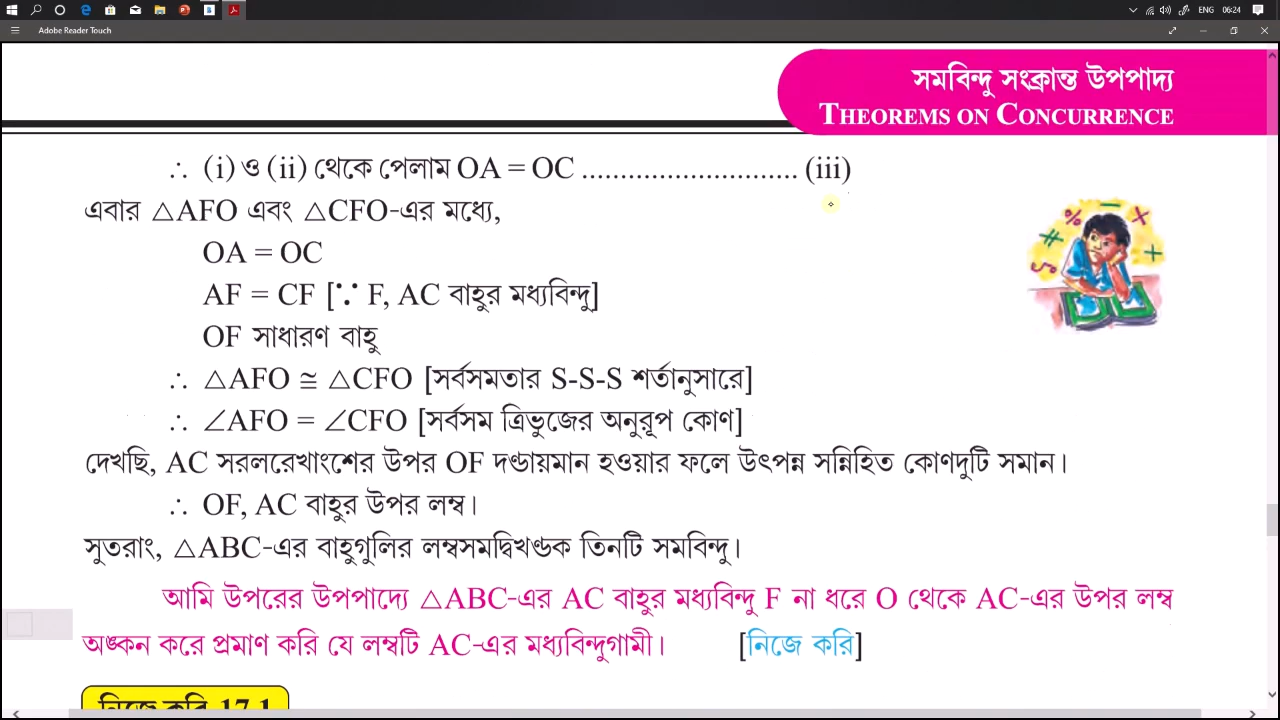 ENG 06:24
Adobe Reader Touch
সমবিন্দু সংক্রান্ত উপপাদ্য
THEOREMS ON CONCURRENCE
∴ (i) ও (ii) থেকে পেলাম OA = OC ............................ (iii)
এবার △AFO এবং △CFO-এর মধ্যে,
OA = OC
AF = CF [∵ F, AC বাহুর মধ্যবিন্দু]
OF সাধারণ বাহু
∴ △AFO ≅ △CFO [সর্বসমতার S-S-S শর্তানুসারে]
∴ ∠AFO = ∠CFO [সর্বসম ত্রিভুজের অনুরূপ কোণ]
দেখছি, AC সরলরেখাংশের উপর OF দণ্ডায়মান হওয়ার ফলে উৎপন্ন সন্নিহিত কোণদুটি সমান।
∴ OF, AC বাহুর উপর লম্ব।
সুতরাং, △ABC-এর বাহুগুলির লম্বসমদ্বিখণ্ডক তিনটি সমবিন্দু।
আমি উপরের উপপাদ্যে △ABC-এর AC বাহুর মধ্যবিন্দু F না ধরে O থেকে AC-এর উপর লম্ব
অঙ্কন করে প্রমাণ করি যে লম্বটি AC-এর মধ্যবিন্দুগামী। [নিজে করি]
নিজে করি 17.1